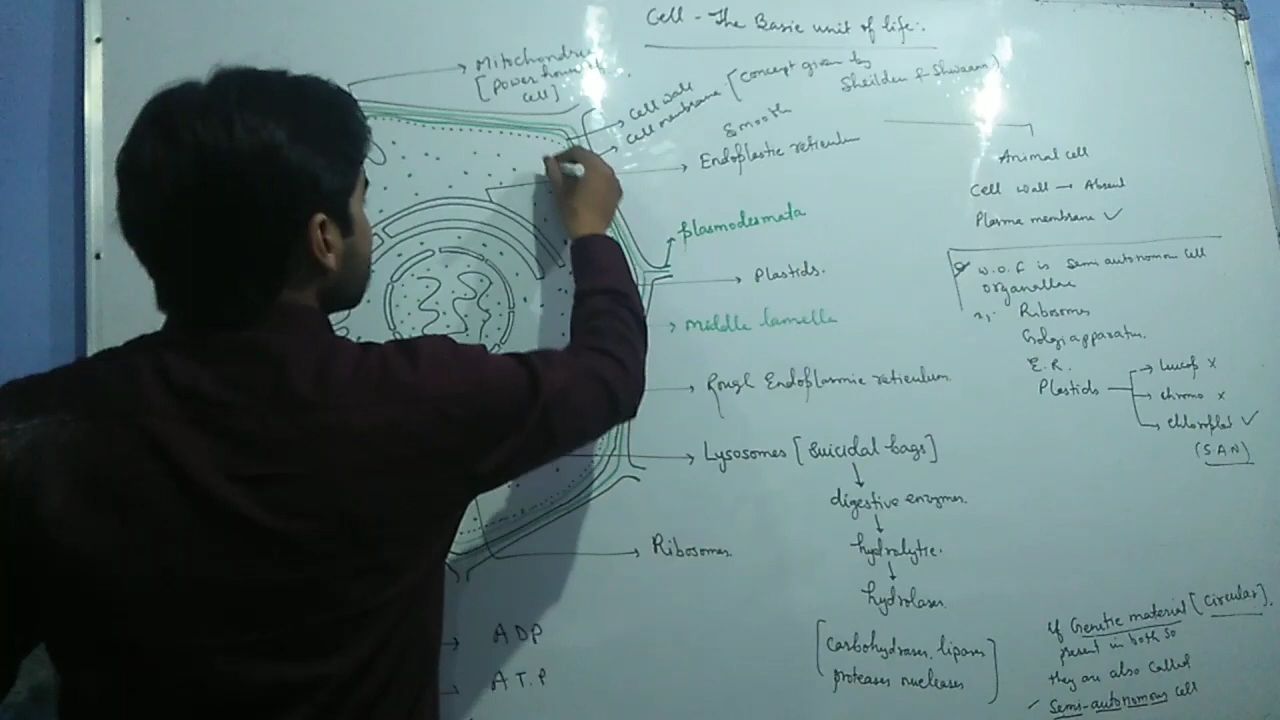 Cell - The Basic unit of life.
Mitochondria
[power house of
cell]
cell wall
cell membrane [concept given by
Sheilden & Shwann)
Smooth
Endoplastic reticulum
plasmodesmata
Plastids.
Middle lamella
Rough Endoplasmic reticulum
Lysosomes [Suicidal bags]
digestive enzymes.
hydrolytic.
hydrolases
[carbohydrases, lipases
proteases nucleases]
Ribosomes
ADP
A.T.P
Animal cell
Cell wall → Absent
Plasma membrane ✓
W.O.F is Semi autonomous cell
organellae
Ribosomes
Golgi apparatus.
E.R.
Plastids
leucop x
chromo x
chloroplast ✓
(S.A.N)
If Genetic material [circular].
present in both so
they are also called
Semi-autonomous cell